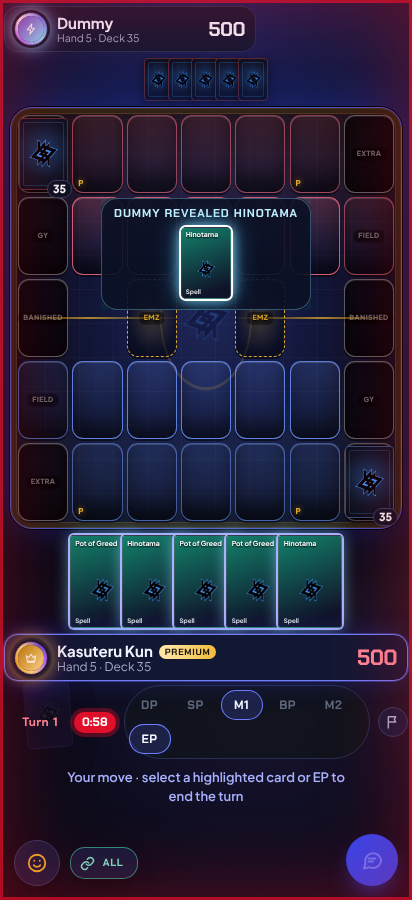 Dummy
Hand 5 · Deck 35
500
35
P
P
EXTRA
GY
FIELD
DUMMY REVEALED HINOTAMA
Hinotama
Spell
BANISHED
EMZ
EMZ
BANISHED
FIELD
GY
EXTRA
P
P
35
Pot of Greed
Hinotama
Pot of Greed
Pot of Greed
Hinotama
Spell
Spell
Spell
Spell
Spell
Kasuteru Kun PREMIUM
Hand 5 · Deck 35
500
Turn 1
0:58
DP SP M1 BP M2
EP
Your move · select a highlighted card or EP to
end the turn
ALL